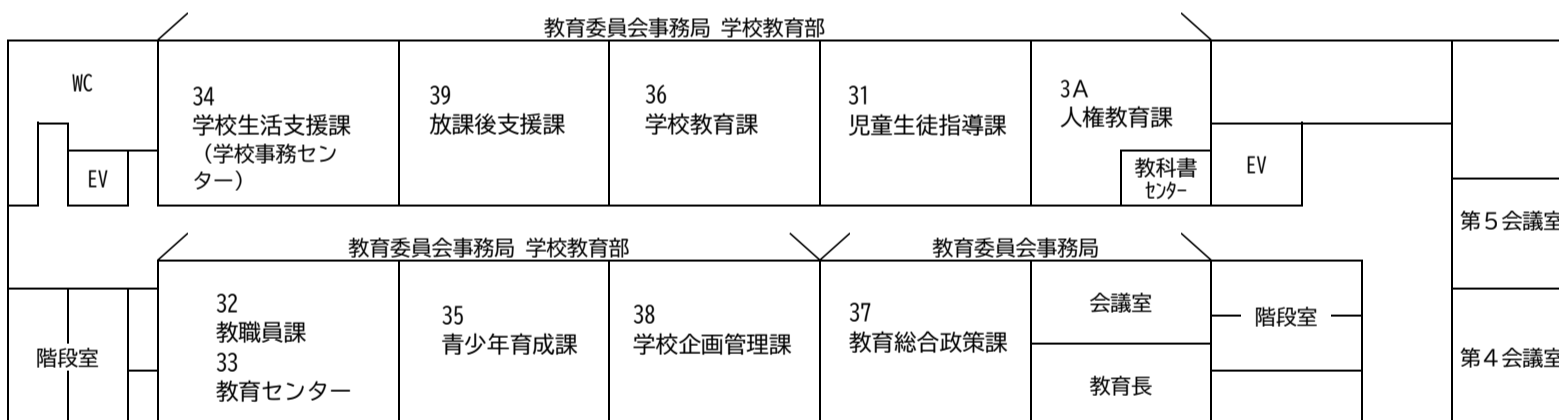 教育委員会事務局 学校教育部
WC
EV
34
学校生活支援課
（学校事務セン
ター）
39
放課後支援課
36
学校教育課
31
児童生徒指導課
3A
人権教育課
教科書
センター
EV
第５会議室
教育委員会事務局 学校教育部
教育委員会事務局
階段室
32
教職員課
33
教育センター
35
青少年育成課
38
学校企画管理課
37
教育総合政策課
会議室
教育長
階段室
第４会議室